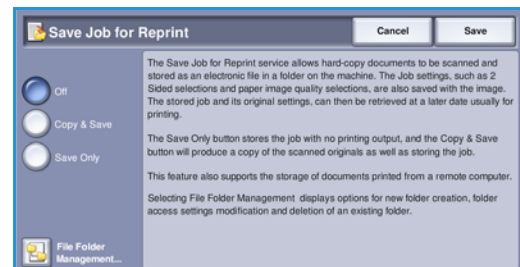 Save Job for Reprint
Cancel
Save
Off
Copy & Save
Save Only
File Folder
Management...
The Save Job for Reprint service allows hard-copy documents to be scanned and
stored as an electronic file in a folder on the machine. The Job settings, such as 2
Sided selections and paper image quality selections, are also saved with the image.
The stored job and its original settings, can then be retrieved at a later date usually for
printing.
The Save Only button stores the job with no printing output, and the Copy & Save
button will produce a copy of the scanned originals as well as storing the job.
This feature also supports the storage of documents printed from a remote computer.
Selecting File Folder Management displays options for new folder creation, folder
access settings modification and deletion of an existing folder.